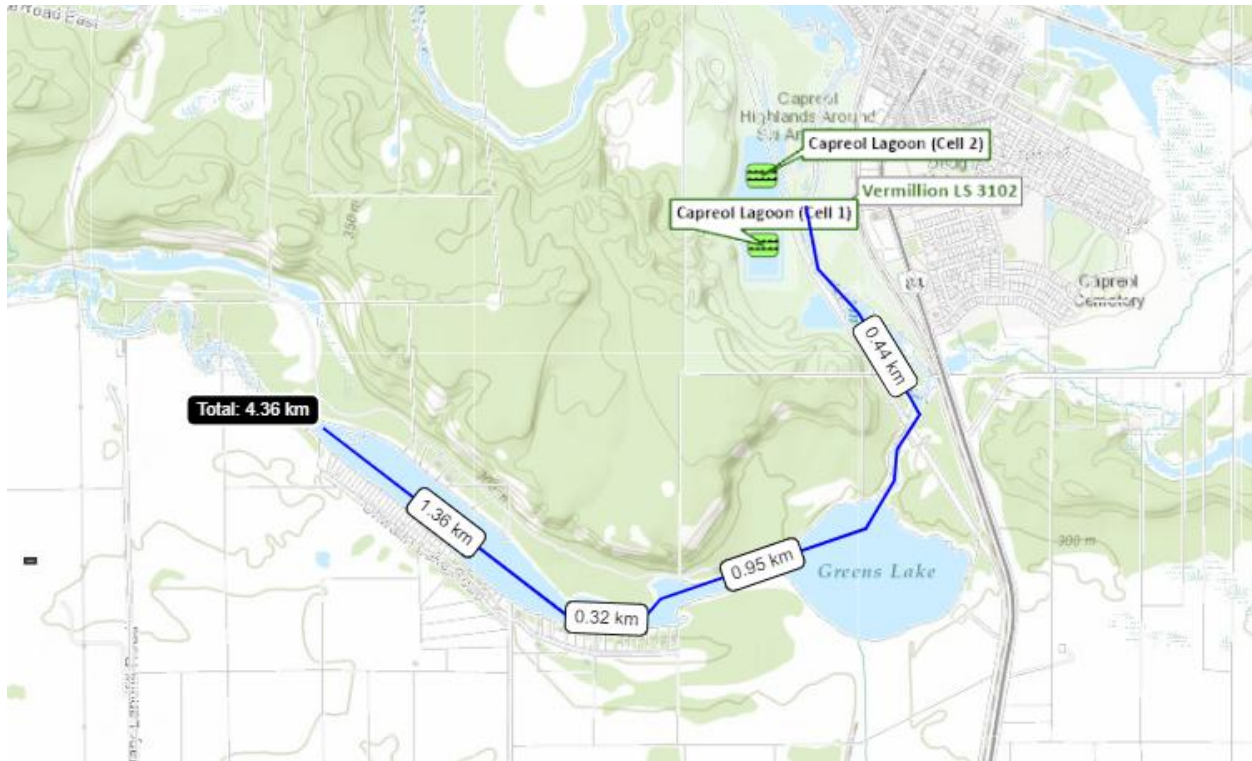 Road East
Capreol
Highlands Around
Capreol Lagoon (Cell 2)
Vermillion LS 3102
Capreol Lagoon (Cell 1)
350 m
84
Capreol
Cemetery
0.44 km
Total: 4.36 km
1.36 km
0.95 km
300 m
Greens Lake
0.32 km